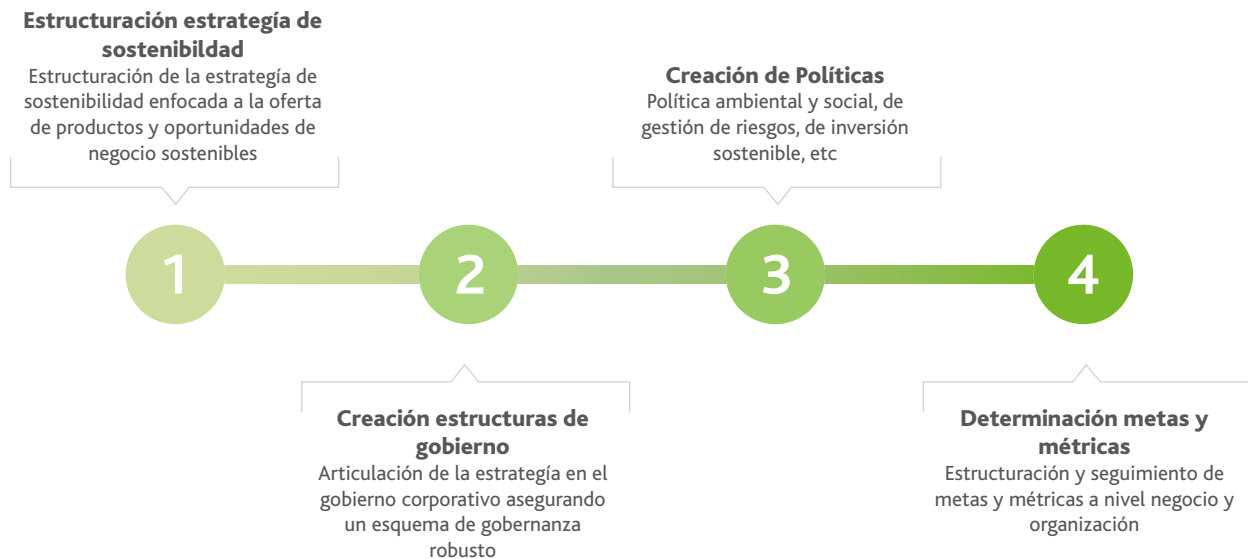 Estructuración estrategía de
sostenibildad
Estructuración de la estrategía de
sostenibilidad enfocada a la oferta
de productos y oportunidades de
negocio sostenibles
1
Creación estructuras de
gobierno
Articulación de la estrategía en el
gobierno corporativo asegurando
un esquema de gobernanza
robusto
2
Creación de Políticas
Política ambiental y social, de
gestión de riesgos, de inversión
sostenible, etc
3
Determinación metas y
métricas
Estructuración y seguimiento de
metas y métricas a nivel negocio y
organización
4